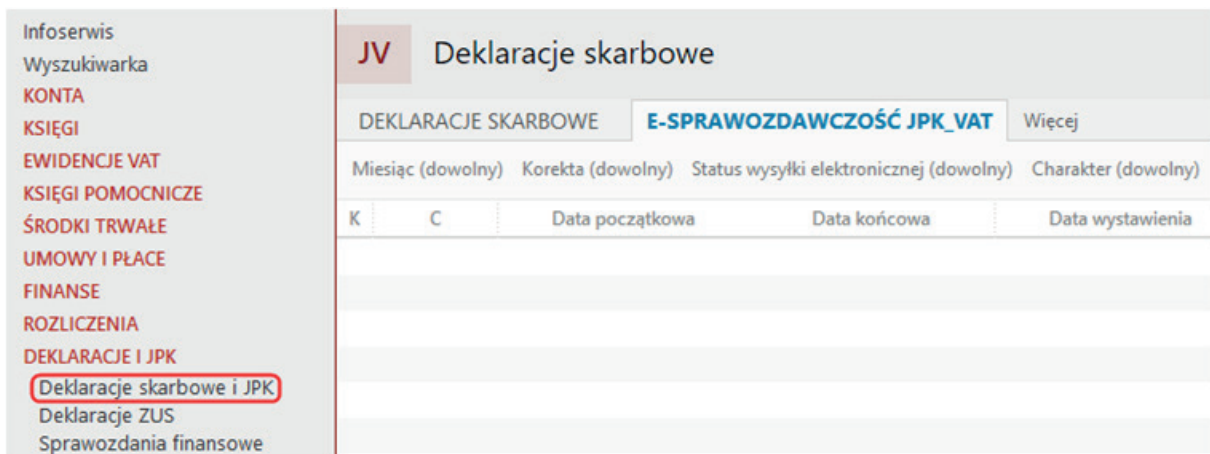 Infoserwis
Wyszukiwarka
KONTA
KSIĘGI
EWIDENCJE VAT
KSIĘGI POMOCNICZE
ŚRODKI TRWAŁE
UMOWY I PŁACE
FINANSE
ROZLICZENIA
DEKLARACJE I JPK
Deklaracje skarbowe i JPK
Deklaracje ZUS
Sprawozdania finansowe
JV Deklaracje skarbowe
DEKLARACJE SKARBOWE E-SPRAWOZDAWCZOŚĆ JPK_VAT Więcej
Miesiąc (dowolny) Korekta (dowolny) Status wysyłki elektronicznej (dowolny) Charakter (dowolny)
K C Data początkowa Data końcowa Data wystawienia